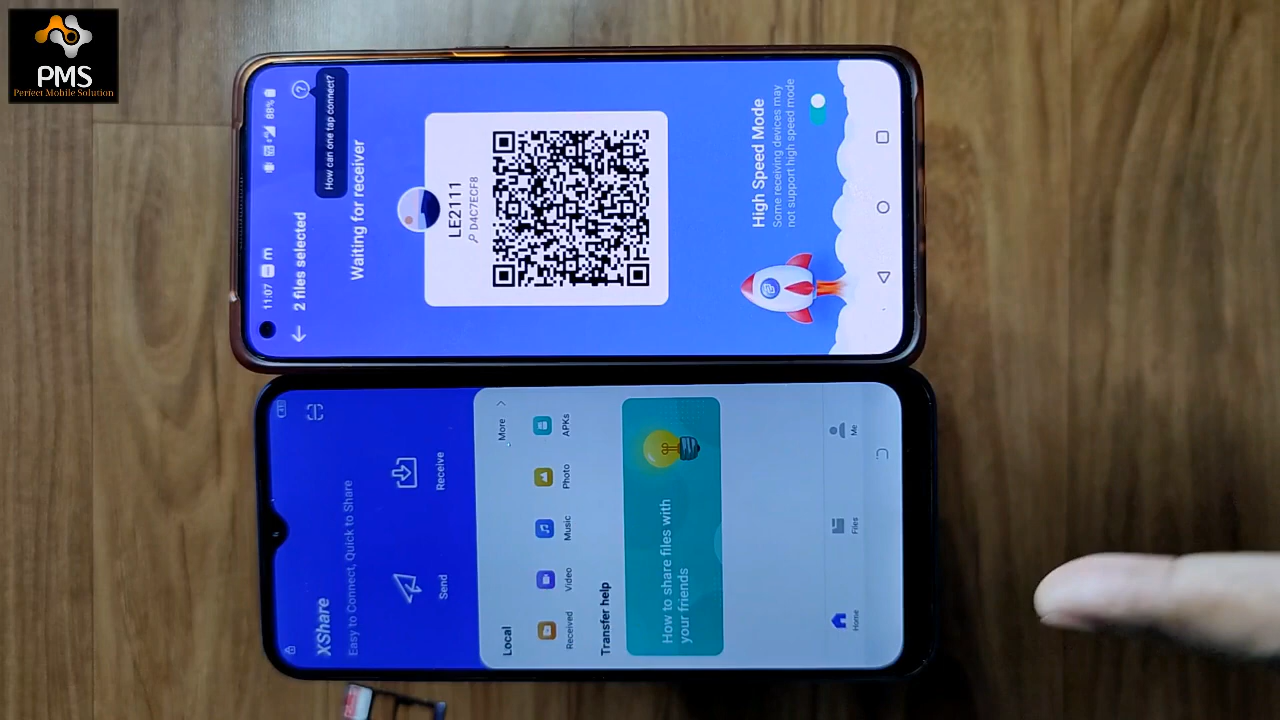 PMS
Perfect Mobile Solution
11:07
m
88%
2 files selected
How can one tap connect?
Waiting for receiver
LE2111
D4C7ECF8
High Speed Mode
Some receiving devices may
not support high speed mode
XShare
Easy to Connect, Quick to Share
Send
Receive
Local
More
Received
Video
Music
Photo
APKs
Transfer help
How to share files with
your friends
Home
Files
Me